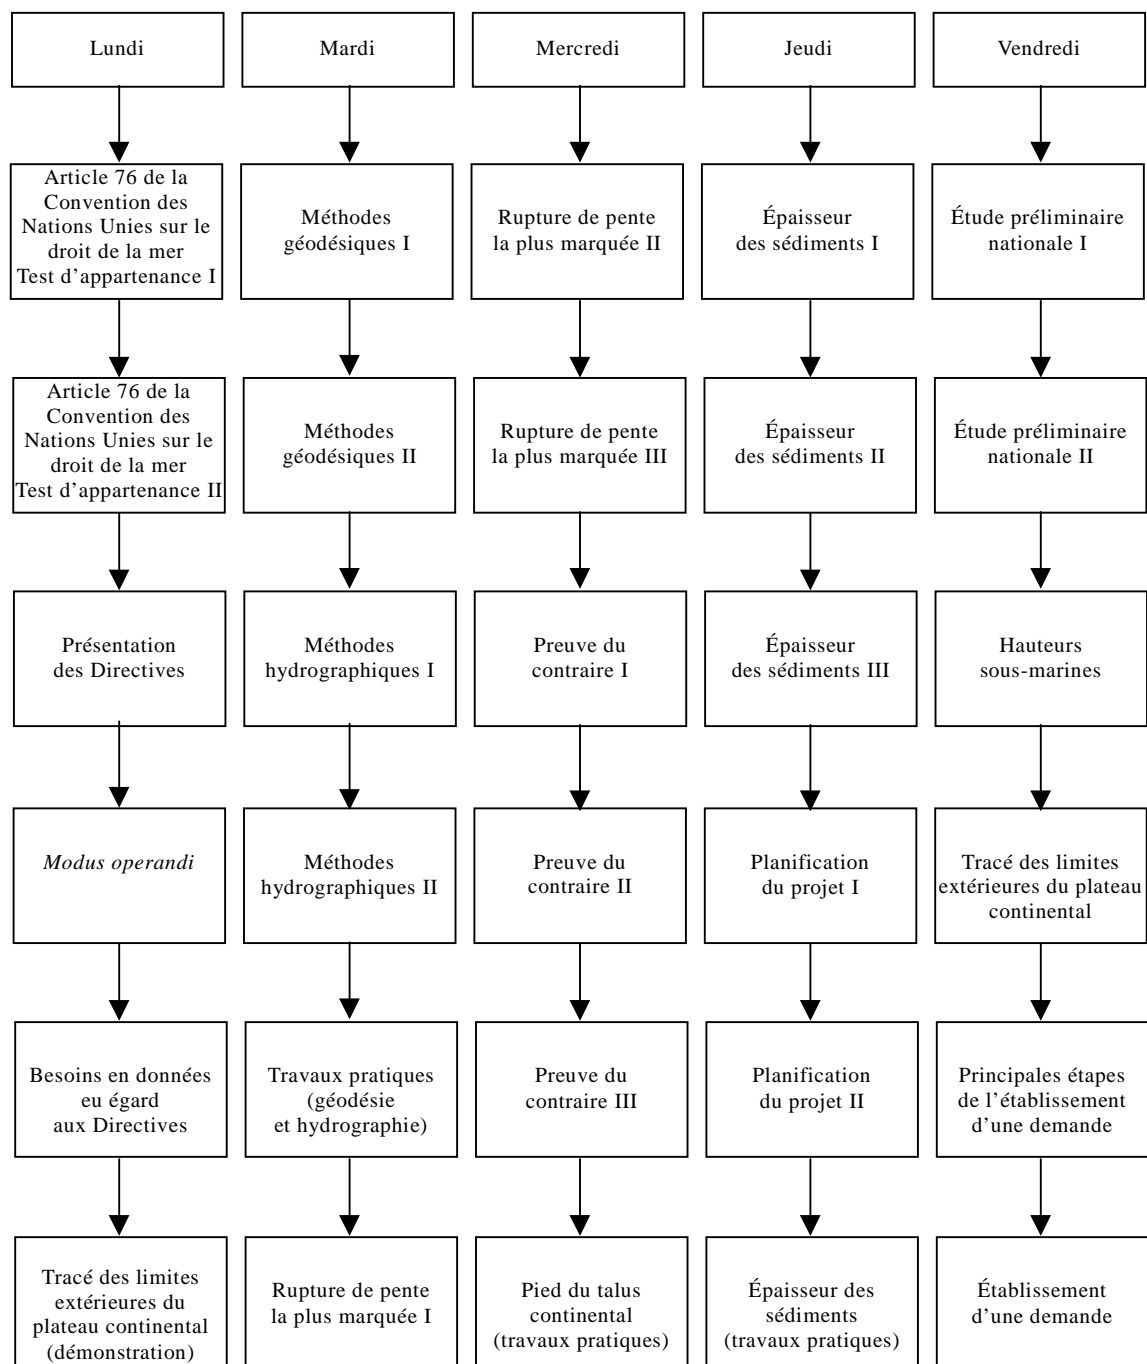 Lundi
Mardi
Mercredi
Jeudi
Vendredi
Article 76 de la
Convention des
Nations Unies sur le
droit de la mer
Test d’appartenance I
Méthodes
géodésiques I
Rupture de pente
la plus marquée II
Épaisseur
des sédiments I
Étude préliminaire
nationale I
Article 76 de la
Convention des
Nations Unies sur le
droit de la mer
Test d’appartenance II
Méthodes
géodésiques II
Rupture de pente
la plus marquée III
Épaisseur
des sédiments II
Étude préliminaire
nationale II
Présentation
des Directives
Méthodes
hydrographiques I
Preuve du
contraire I
Épaisseur
des sédiments III
Hauteurs
sous-marines
Modus operandi
Méthodes
hydrographiques II
Preuve du
contraire II
Planification
du projet I
Tracé des limites
extérieures du plateau
continental
Besoins en données
eu égard
aux Directives
Travaux pratiques
(géodésie
et hydrographie)
Preuve du
contraire III
Planification
du projet II
Principales étapes
de l’établissement
d’une demande
Tracé des limites
extérieures du
plateau continental
(démonstration)
Rupture de pente
la plus marquée I
Pied du talus
continental
(travaux pratiques)
Épaisseur des
sédiments
(travaux pratiques)
Établissement
d’une demande